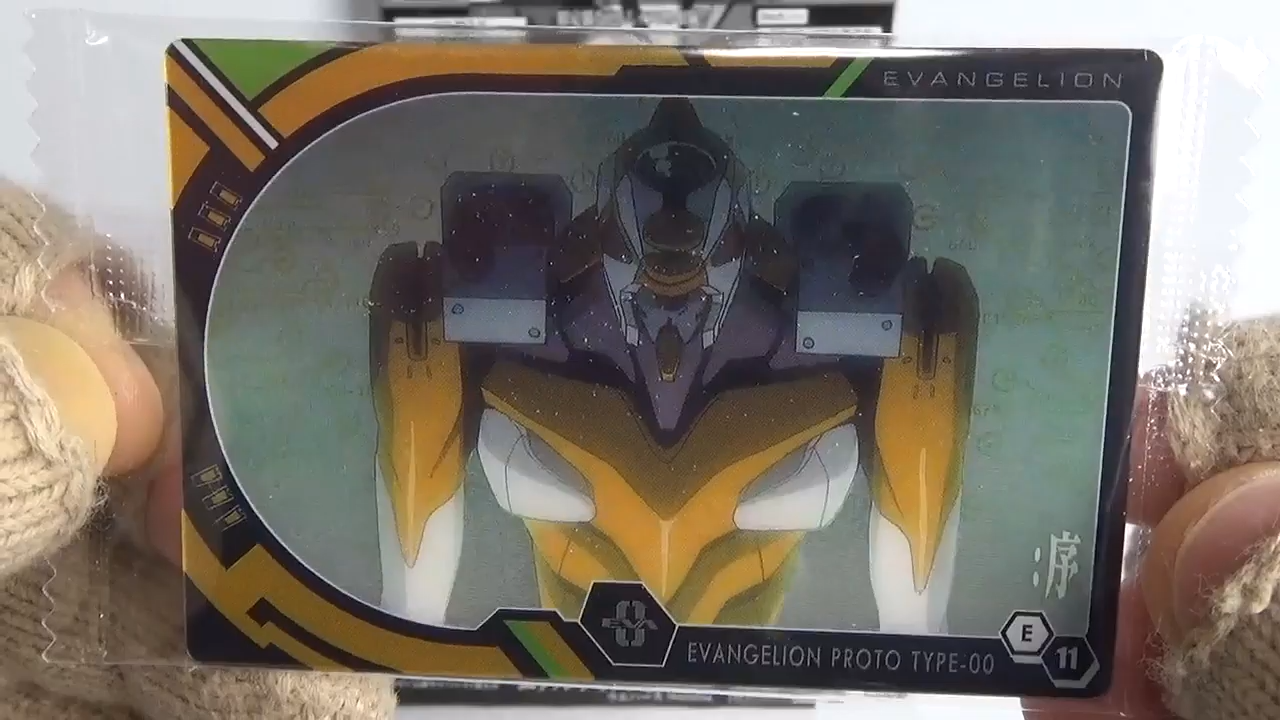 EVANGELION
:序
EVANGELION PROTO TYPE-00
E
11